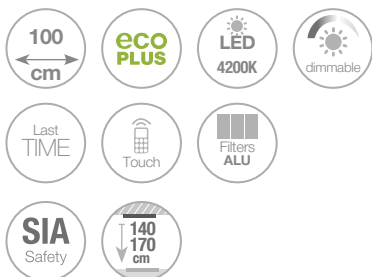 100
cm
eco
PLUS
LED
4200K
dimmable
Last
TIME
Touch
Filters
ALU
SIA
Safety
140
170
cm